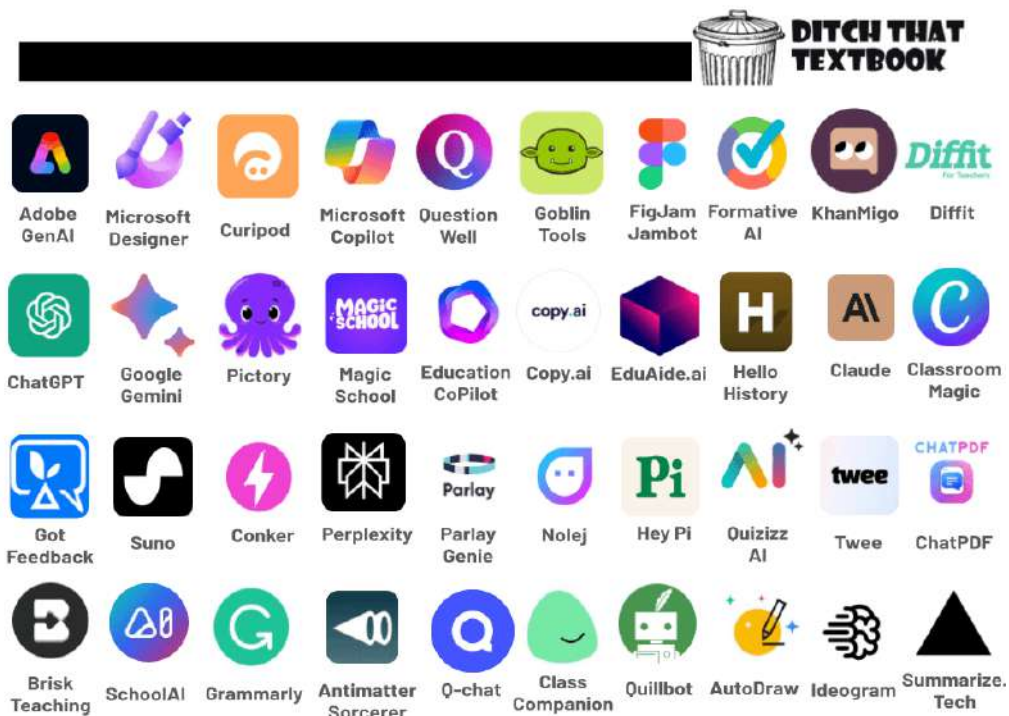 DITCH THAT
TEXTBOOK
Q
Diffit
For Teachers
Adobe
GenAI
Microsoft
Designer
Curipod
Microsoft
Copilot
Question
Well
Goblin
Tools
FigJam
Jambot
Formative
AI
KhanMigo
Diffit
MAGIC
SCHOOL
copy.ai
H
A\
C
ChatGPT
Google
Gemini
Pictory
Magic
School
Education
CoPilot
Copy.ai
EduAide.ai
Hello
History
Claude
Classroom
Magic
Parlay
Pi
AI
twee
CHATPDF
Got
Feedback
Suno
Conker
Perplexity
Parlay
Genie
Nolej
Hey Pi
Quizizz
AI
Twee
ChatPDF
B
G
Q
Brisk
Teaching
SchoolAI
Grammarly
Antimatter
Sorcerer
Q-chat
Class
Companion
Quillbot
AutoDraw
Ideogram
Summarize.
Tech